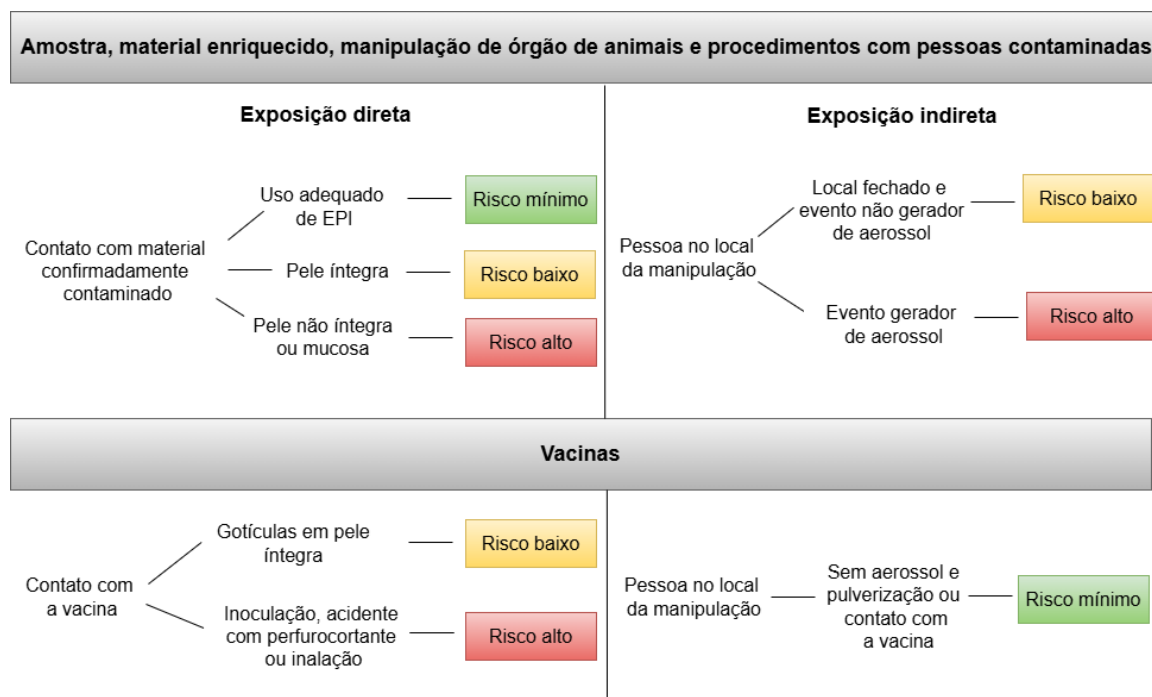 Amostra, material enriquecido, manipulação de órgão de animais e procedimentos com pessoas contaminadas
Exposição direta
Contato com material
confirmadamente
contaminado
Uso adequado
de EPI
Risco mínimo
Pele íntegra
Risco baixo
Pele não íntegra
ou mucosa
Risco alto
Exposição indireta
Pessoa no local
da manipulação
Local fechado e
evento não gerador
de aerossol
Risco baixo
Evento gerador
de aerossol
Risco alto
Vacinas
Contato com
a vacina
Gotículas em pele
íntegra
Risco baixo
Inoculação, acidente
com perfurocortante
ou inalação
Risco alto
Pessoa no local
da manipulação
Sem aerossol e
pulverização ou
contato com
a vacina
Risco mínimo